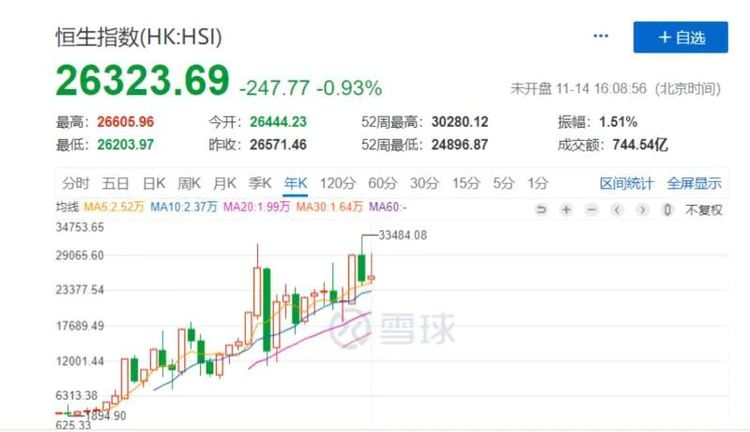 恒生指数(HK:HSI) ··· + 自选
26323.69 -247.77 -0.93% 未开盘 11-14 16:08:56 (北京时间)
最高: 26605.96 今开: 26444.23 52周最高: 30280.12 振幅: 1.51%
最低: 26203.97 昨收: 26571.46 52周最低: 24896.87 成交额: 744.54亿
分时 五日 日K 周K 月K 季K 年K 120分 60分 30分 15分 5分 1分 区间统计 全屏显示
均线 MA5:2.52万 MA10:2.37万 MA20:1.99万 MA30:1.64万 MA60:- 不复权
34753.65
33484.08
29065.60
23377.54
17689.49
雪球
12001.44
6313.38
1894.90
625.33